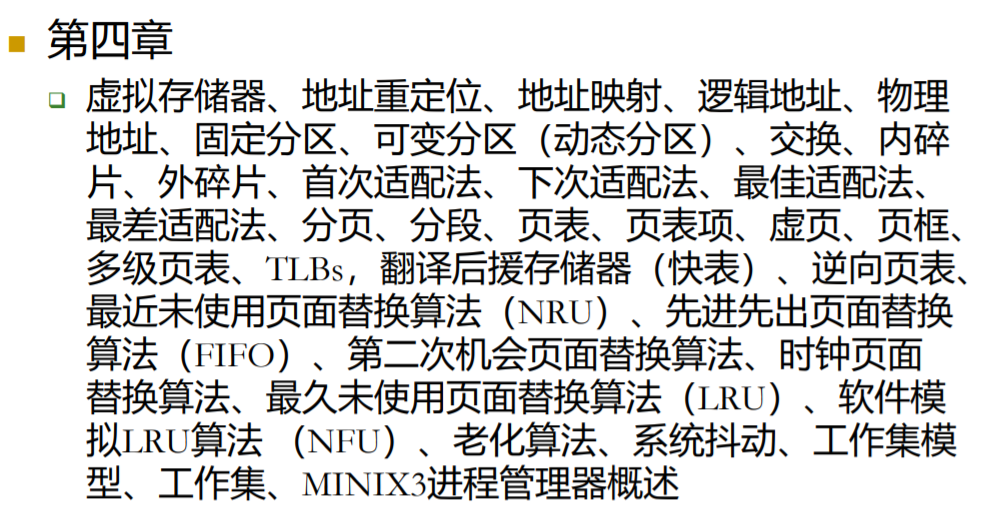 第四章
虚拟存储器、地址重定位、地址映射、逻辑地址、物理
地址、固定分区、可变分区（动态分区）、交换、内碎
片、外碎片、首次适配法、下次适配法、最佳适配法、
最差适配法、分页、分段、页表、页表项、虚页、页框、
多级页表、TLBs，翻译后援存储器（快表）、逆向页表、
最近未使用页面替换算法（NRU）、先进先出页面替换
算法（FIFO）、第二次机会页面替换算法、时钟页面
替换算法、最久未使用页面替换算法（LRU）、软件模
拟LRU算法 （NFU）、老化算法、系统抖动、工作集模
型、工作集、MINIX3进程管理器概述